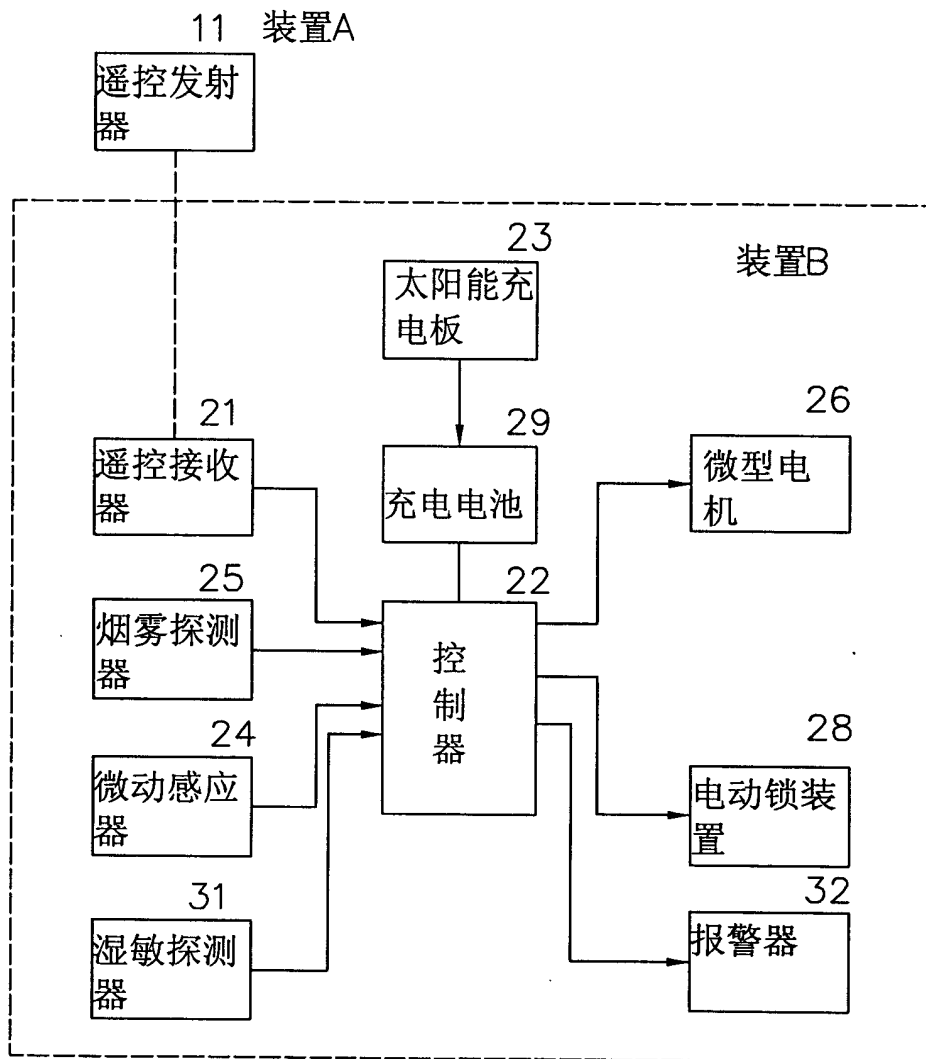 11 装置A
遥控发射
器
23
装置B
太阳能充
电板
21
遥控接收
器
29
充电电池
26
微型电
机
25
烟雾探测
器
22
控
制
器
24
微动感应
器
28
电动锁装
置
31
湿敏探测
器
32
报警器